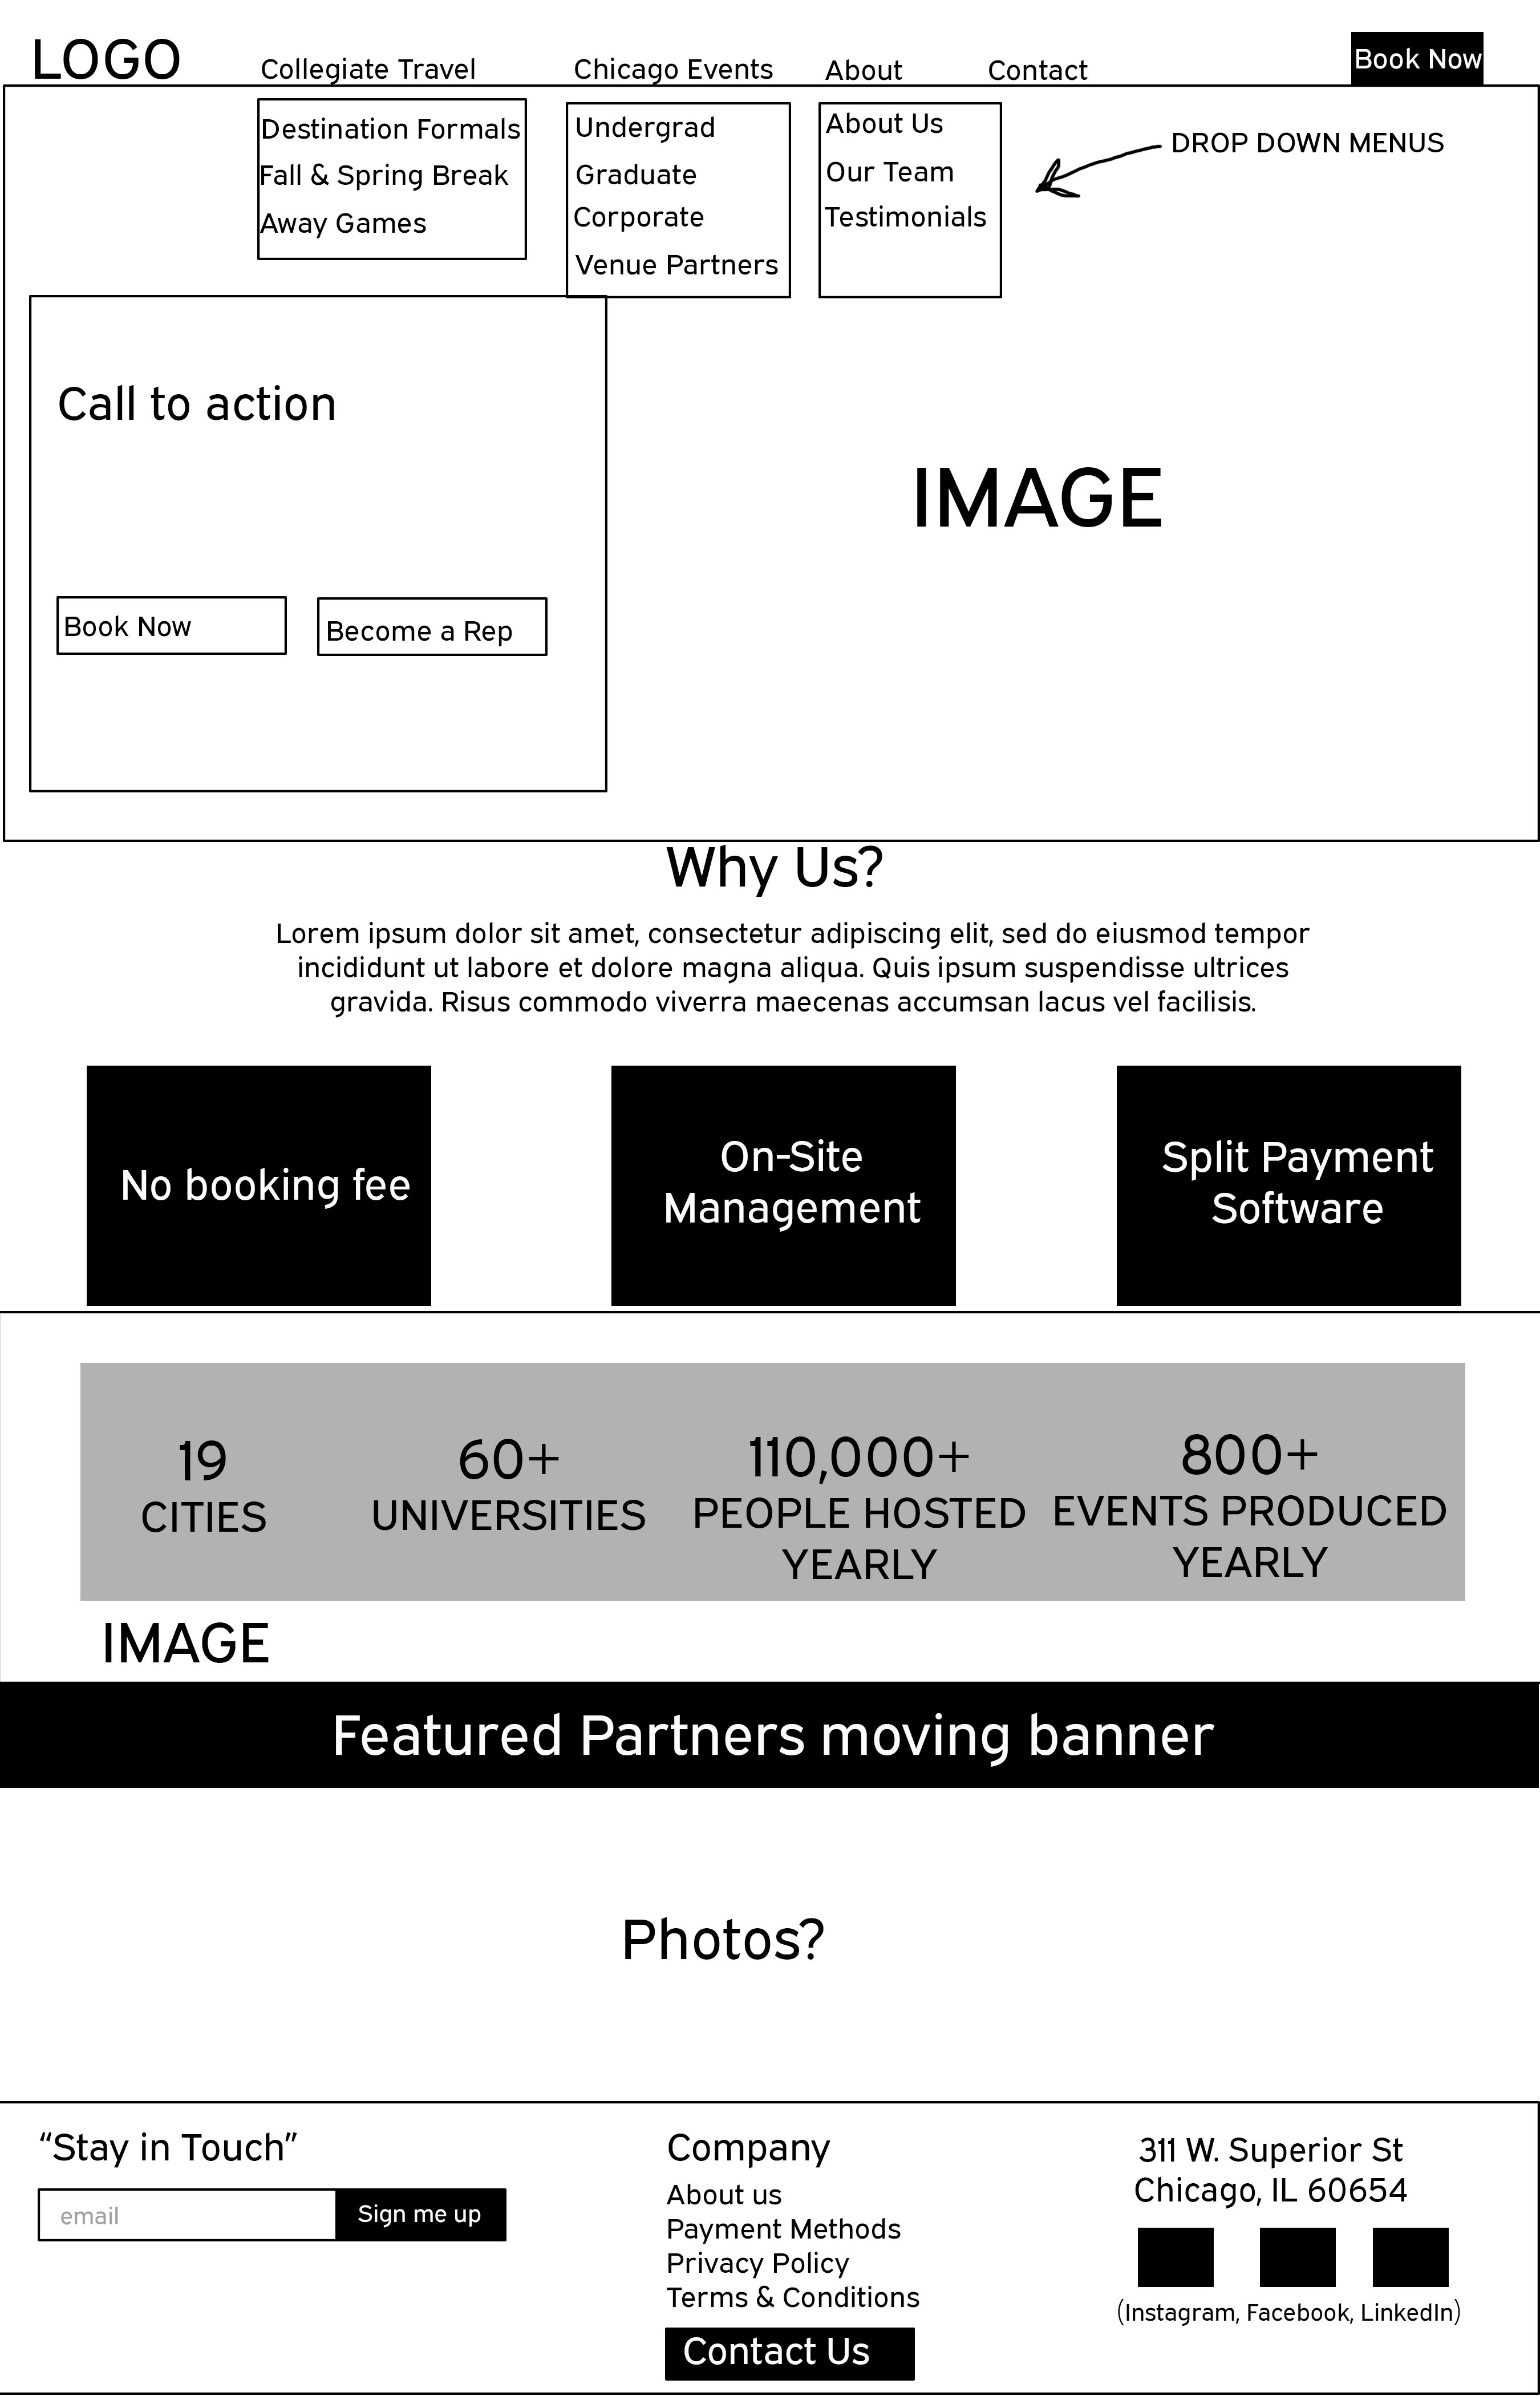 LOGO
Collegiate Travel
Chicago Events
About
Contact
Book Now
Destination Formals
Fall & Spring Break
Away Games
Undergrad
Graduate
Corporate
Venue Partners
About Us
Our Team
Testimonials
DROP DOWN MENUS
Call to action
Book Now
Become a Rep
IMAGE
Why Us?
Lorem ipsum dolor sit amet, consectetur adipiscing elit, sed do eiusmod tempor
incididunt ut labore et dolore magna aliqua. Quis ipsum suspendisse ultrices
gravida. Risus commodo viverra maecenas accumsan lacus vel facilisis.
No booking fee
On-Site
Management
Split Payment
Software
19
CITIES
60+
UNIVERSITIES
110,000+
PEOPLE HOSTED
YEARLY
800+
EVENTS PRODUCED
YEARLY
IMAGE
Featured Partners moving banner
Photos?
“Stay in Touch”
email
Sign me up
Company
About us
Payment Methods
Privacy Policy
Terms & Conditions
Contact Us
311 W. Superior St
Chicago, IL 60654
(Instagram, Facebook, LinkedIn)